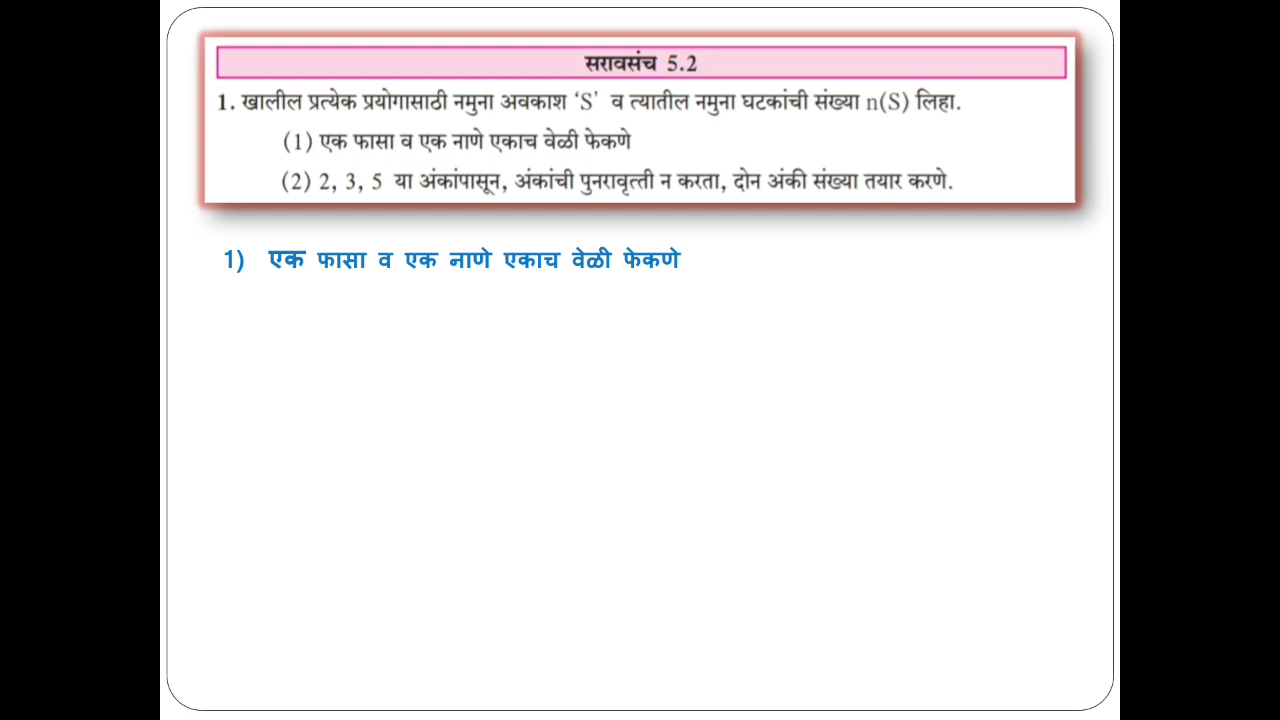 सरावसंच 5.2
1. खालील प्रत्येक प्रयोगासाठी नमुना अवकाश ‘S’ व त्यातील नमुना घटकांची संख्या n(S) लिहा.
(1) एक फासा व एक नाणे एकाच वेळी फेकणे
(2) 2, 3, 5 या अंकांपासून, अंकांची पुनरावृत्ती न करता, दोन अंकी संख्या तयार करणे.
1) एक फासा व एक नाणे एकाच वेळी फेकणे